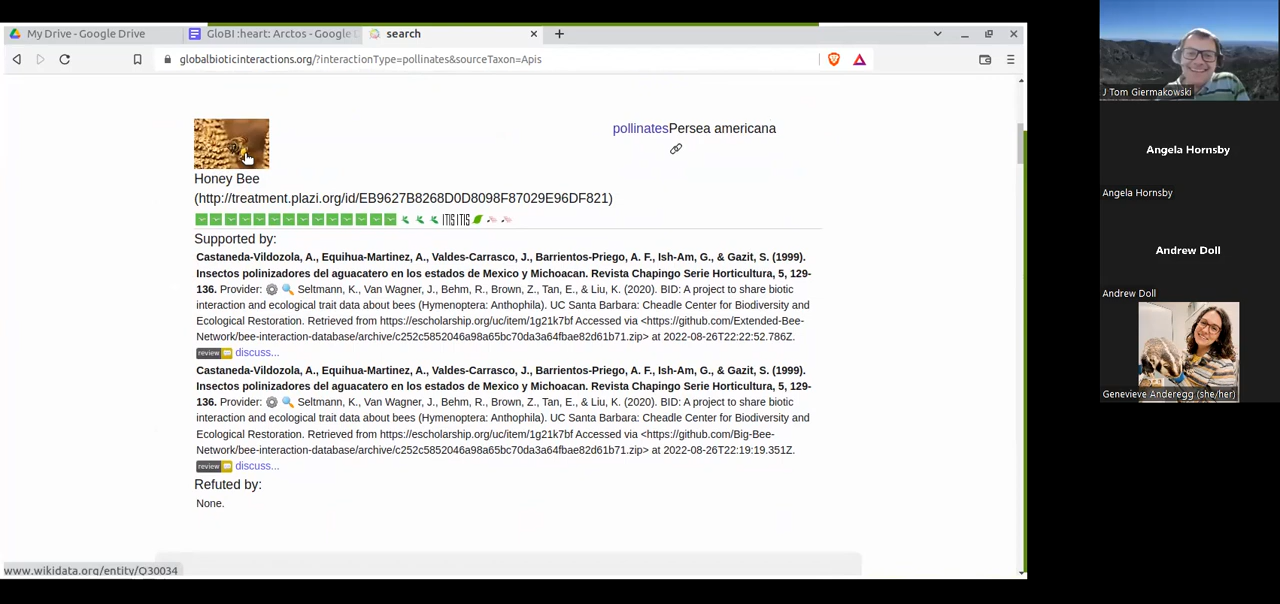 My Drive - Google Drive
GloBI :heart: Arctos - Google D
search
globalbioticinteractions.org/?interactionType=pollinates&sourceTaxon=Apis
J Tom Giermakowski
Angela Hornsby
Angela Hornsby
Andrew Doll
Andrew Doll
Genevieve Anderegg (she/her)
pollinatesPersea americana
Honey Bee
(http://treatment.plazi.org/id/EB9627B8268D0D8098F87029E96DF821)
ITIS ITIS
Supported by:
Castaneda-Vildozola, A., Equihua-Martinez, A., Valdes-Carrasco, J., Barrientos-Priego, A. F., Ish-Am, G., & Gazit, S. (1999).
Insectos polinizadores del aguacatero en los estados de Mexico y Michoacan. Revista Chapingo Serie Horticultura, 5, 129-
136. Provider: Seltmann, K., Van Wagner, J., Behm, R., Brown, Z., Tan, E., & Liu, K. (2020). BID: A project to share biotic
interaction and ecological trait data about bees (Hymenoptera: Anthophila). UC Santa Barbara: Cheadle Center for Biodiversity and
Ecological Restoration. Retrieved from https://escholarship.org/uc/item/1g21k7bf Accessed via <https://github.com/Extended-Bee-
Network/bee-interaction-database/archive/c252c5852046a98a65bc70da3a64fbae82d61b71.zip> at 2022-08-26T22:22:52.786Z.
review discuss...
Castaneda-Vildozola, A., Equihua-Martinez, A., Valdes-Carrasco, J., Barrientos-Priego, A. F., Ish-Am, G., & Gazit, S. (1999).
Insectos polinizadores del aguacatero en los estados de Mexico y Michoacan. Revista Chapingo Serie Horticultura, 5, 129-
136. Provider: Seltmann, K., Van Wagner, J., Behm, R., Brown, Z., Tan, E., & Liu, K. (2020). BID: A project to share biotic
interaction and ecological trait data about bees (Hymenoptera: Anthophila). UC Santa Barbara: Cheadle Center for Biodiversity and
Ecological Restoration. Retrieved from https://escholarship.org/uc/item/1g21k7bf Accessed via <https://github.com/Big-Bee-
Network/bee-interaction-database/archive/c252c5852046a98a65bc70da3a64fbae82d61b71.zip> at 2022-08-26T22:19:19.351Z.
review discuss...
Refuted by:
None.
www.wikidata.org/entity/Q30034